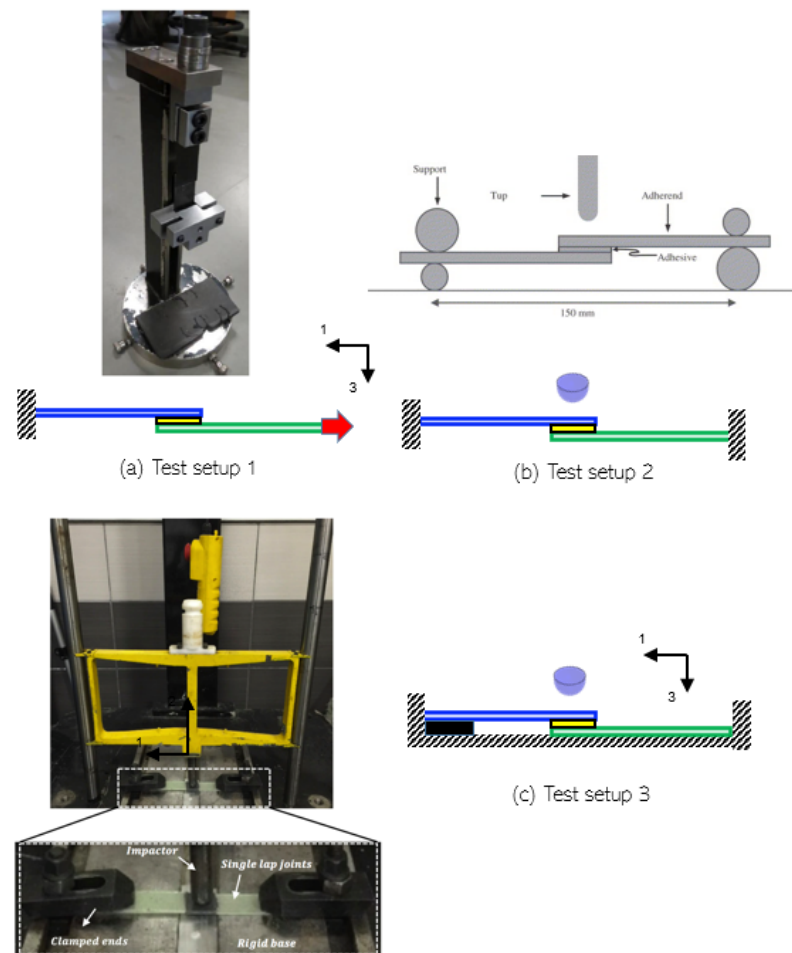 Support
Tup
Adherend
Adhesive
150 mm
1
3
(a) Test setup 1
(b) Test setup 2
1
Impactor
Single lap joints
Clamped ends
Rigid base
1
3
(c) Test setup 3